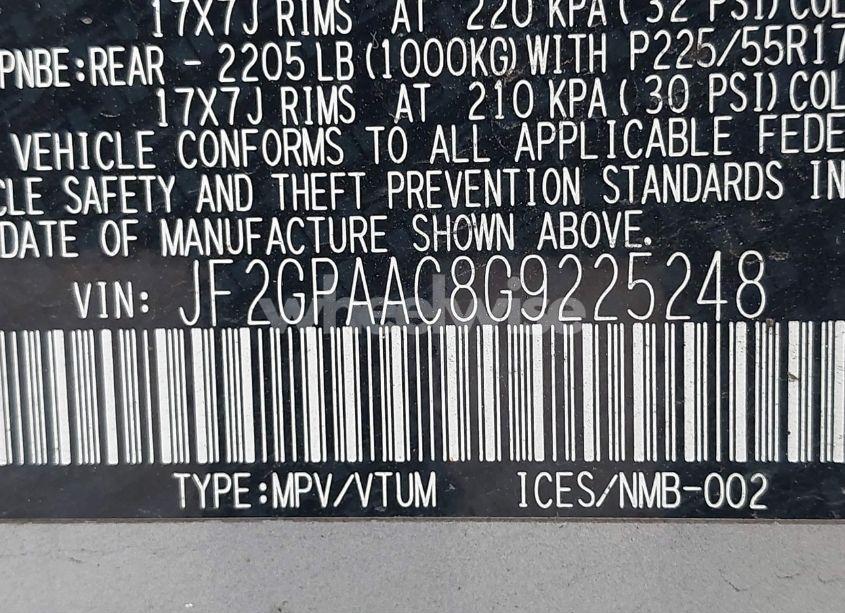 17X7J RIMS AT 220 KPA(32 PSI)COL
PNBE:REAR - 2205 LB(1000KG)WITH P225/55R17
17X7J RIMS AT 210 KPA(30 PSI)COL
VEHICLE CONFORMS TO ALL APPLICABLE FEDE
CLE SAFETY AND THEFT PREVENTION STANDARDS IN
DATE OF MANUFACTURE SHOWN ABOVE.
VIN: JF2GPAAC8G9225248
wheelwise
TYPE:MPV/VTUM ICES/NMB-002